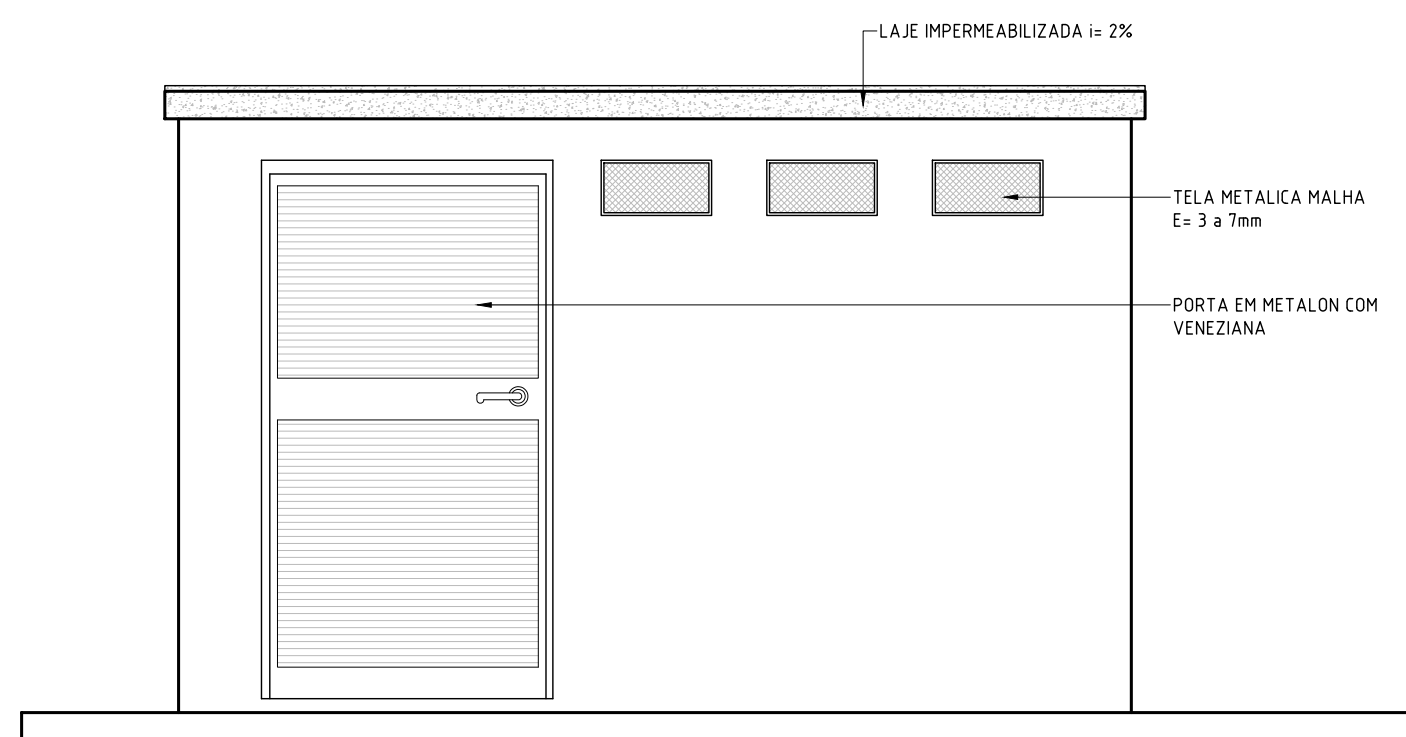 LAJE IMPERMEABILIZADA i= 2%
TELA METALICA MALHA
E= 3 a 7mm
PORTA EM METALON COM
VENEZIANA